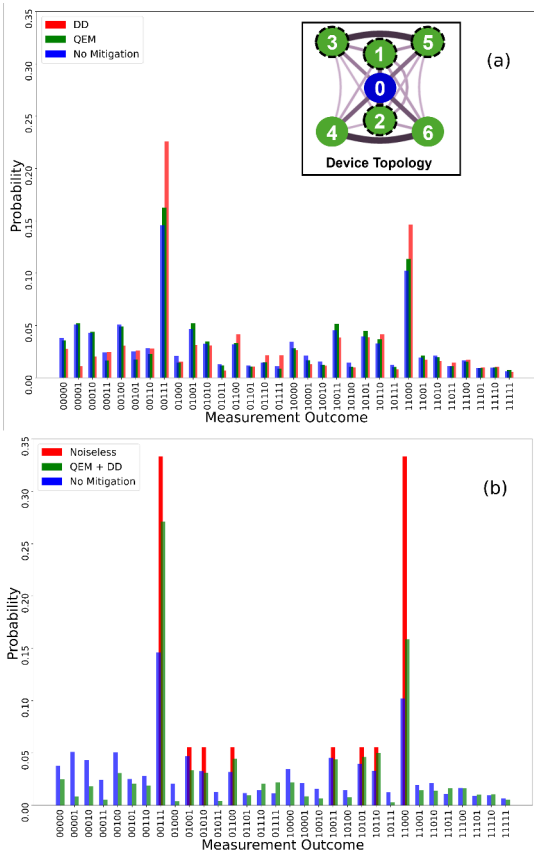 0.35
DD
QEM
No Mitigation
(a)
3 5
1
0
2
4 6
Device Topology
0.30
0.25
0.20
0.15
0.10
0.05
0.00
Probability
00000 00001 00010 00011 00100 00101 00110 00111 01000 01001 01010 01011 01100 01101 01110 01111 10000 10001 10010 10011 10100 10101 10110 10111 11000 11001 11010 11011 11100 11101 11110 11111
Measurement Outcome
0.35
Noiseless
QEM + DD
No Mitigation
(b)
0.30
0.25
0.20
0.15
0.10
0.05
0.00
Probability
00000 00001 00010 00011 00100 00101 00110 00111 01000 01001 01010 01011 01100 01101 01110 01111 10000 10001 10010 10011 10100 10101 10110 10111 11000 11001 11010 11011 11100 11101 11110 11111
Measurement Outcome